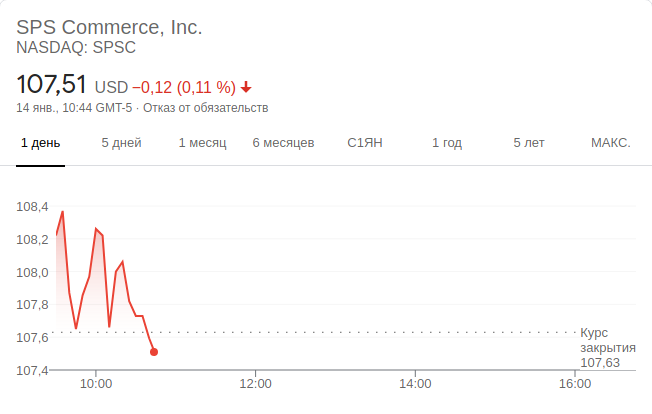 SPS Commerce, Inc.
NASDAQ: SPSC
107,51 USD −0,12 (0,11 %)
14 янв., 10:44 GMT-5 · Отказ от обязательств
1 день 5 дней 1 месяц 6 месяцев С1ЯН 1 год 5 лет МАКС.
108,4
108,2
108,0
107,8
107,6
107,4
Курс
закрытия
107,63
10:00 12:00 14:00 16:00